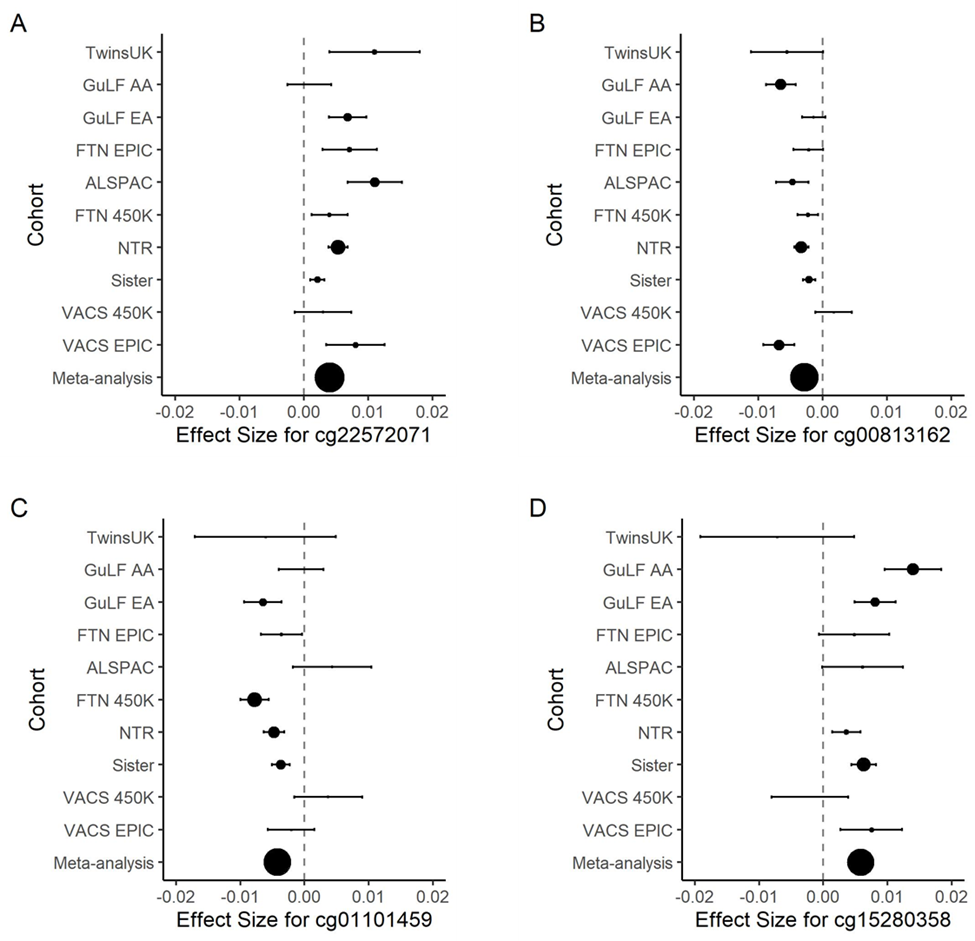 A
Cohort
TwinsUK
GuLF AA
GuLF EA
FTN EPIC
ALSPAC
FTN 450K
NTR
Sister
VACS 450K
VACS EPIC
Meta-analysis
-0.02 -0.01 0.00 0.01 0.02
Effect Size for cg22572071
B
Cohort
TwinsUK
GuLF AA
GuLF EA
FTN EPIC
ALSPAC
FTN 450K
NTR
Sister
VACS 450K
VACS EPIC
Meta-analysis
-0.02 -0.01 0.00 0.01 0.02
Effect Size for cg00813162
C
Cohort
TwinsUK
GuLF AA
GuLF EA
FTN EPIC
ALSPAC
FTN 450K
NTR
Sister
VACS 450K
VACS EPIC
Meta-analysis
-0.02 -0.01 0.00 0.01 0.02
Effect Size for cg01101459
D
Cohort
TwinsUK
GuLF AA
GuLF EA
FTN EPIC
ALSPAC
FTN 450K
NTR
Sister
VACS 450K
VACS EPIC
Meta-analysis
-0.02 -0.01 0.00 0.01 0.02
Effect Size for cg15280358